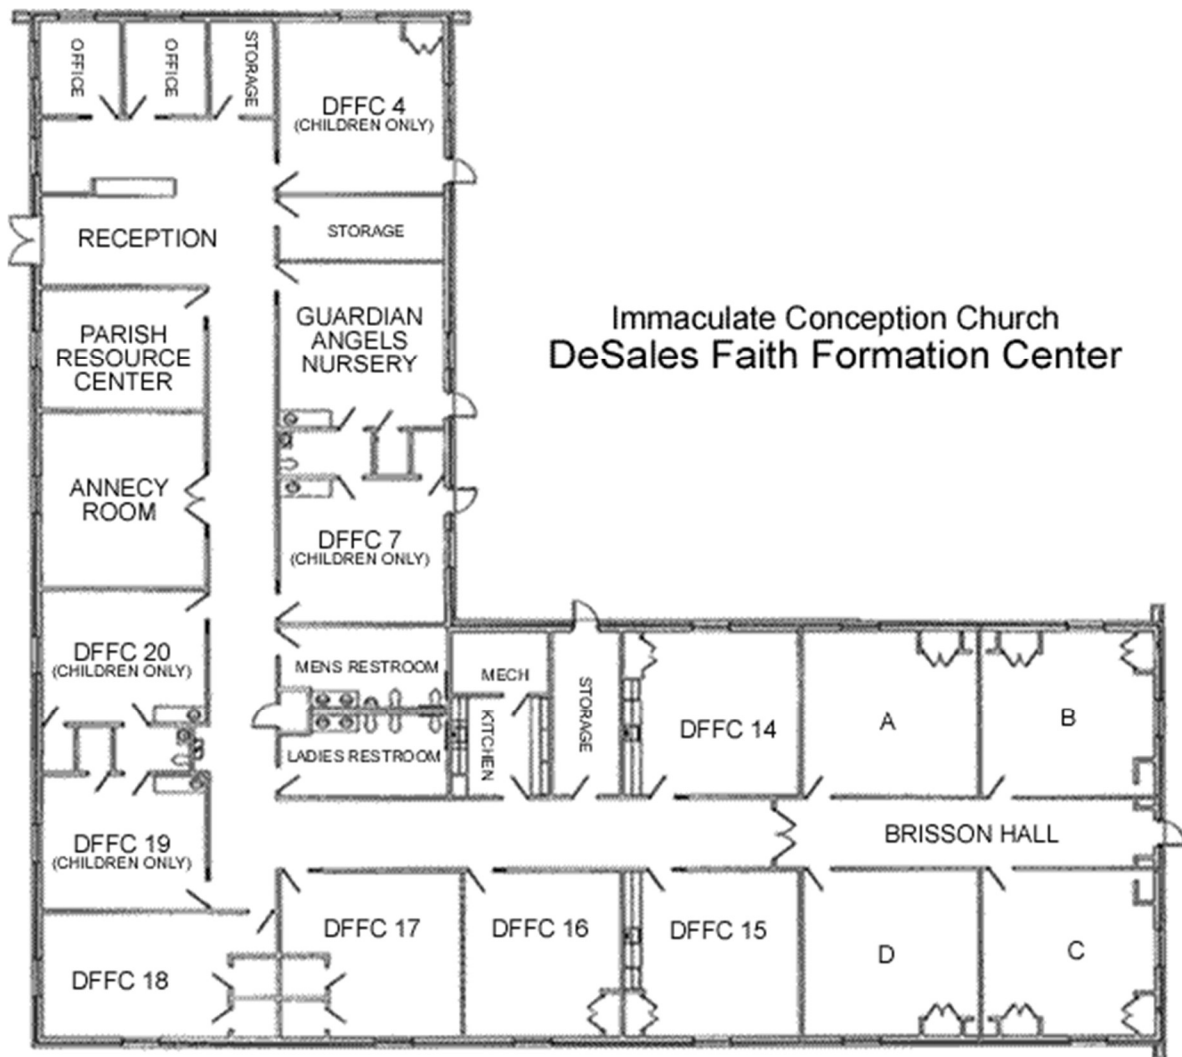 OFFICE
OFFICE
STORAGE
DFFC 4
(CHILDREN ONLY)
RECEPTION
STORAGE
PARISH
RESOURCE
CENTER
GUARDIAN
ANGELS
NURSERY
Immaculate Conception Church
DeSales Faith Formation Center
ANNECY
ROOM
DFFC 7
(CHILDREN ONLY)
DFFC 20
(CHILDREN ONLY)
MENS RESTROOM
LADIES RESTROOM
MECH
KITCHEN
STORAGE
DFFC 14
A
B
DFFC 19
(CHILDREN ONLY)
BRISSON HALL
DFFC 18
DFFC 17
DFFC 16
DFFC 15
D
C